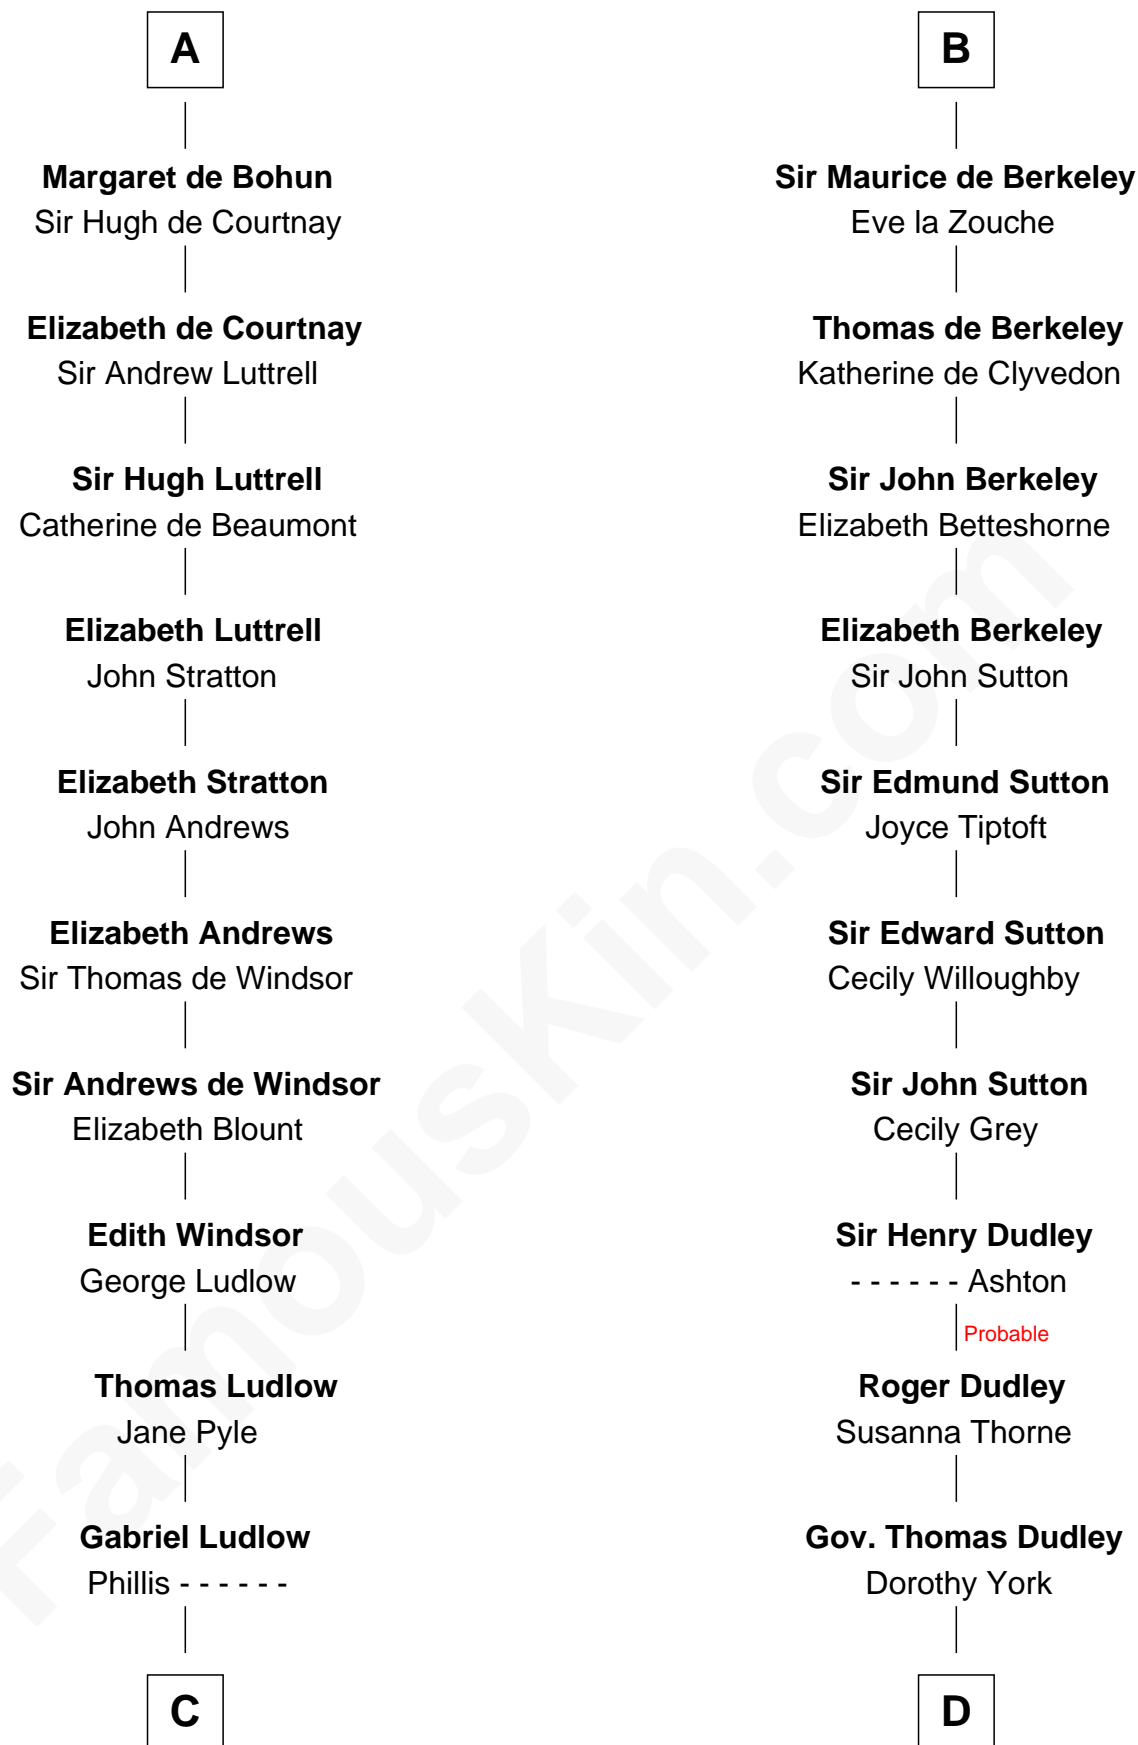 A
Margaret de Bohun
Sir Hugh de Courtnay
Elizabeth de Courtnay
Sir Andrew Luttrell
Sir Hugh Luttrell
Catherine de Beaumont
Elizabeth Luttrell
John Stratton
Elizabeth Stratton
John Andrews
Elizabeth Andrews
Sir Thomas de Windsor
Sir Andrews de Windsor
Elizabeth Blount
Edith Windsor
George Ludlow
Thomas Ludlow
Jane Pyle
Gabriel Ludlow
Phillis - - - - - -
C
B
Sir Maurice de Berkeley
Eve la Zouche
Thomas de Berkeley
Katherine de Clyvedon
Sir John Berkeley
Elizabeth Betteshorne
Elizabeth Berkeley
Sir John Sutton
Sir Edmund Sutton
Joyce Tiptoft
Sir Edward Sutton
Cecily Willoughby
Sir John Sutton
Cecily Grey
Sir Henry Dudley
- - - - - - Ashton
Probable
Roger Dudley
Susanna Thorne
Gov. Thomas Dudley
Dorothy York
D
FamousKin.com